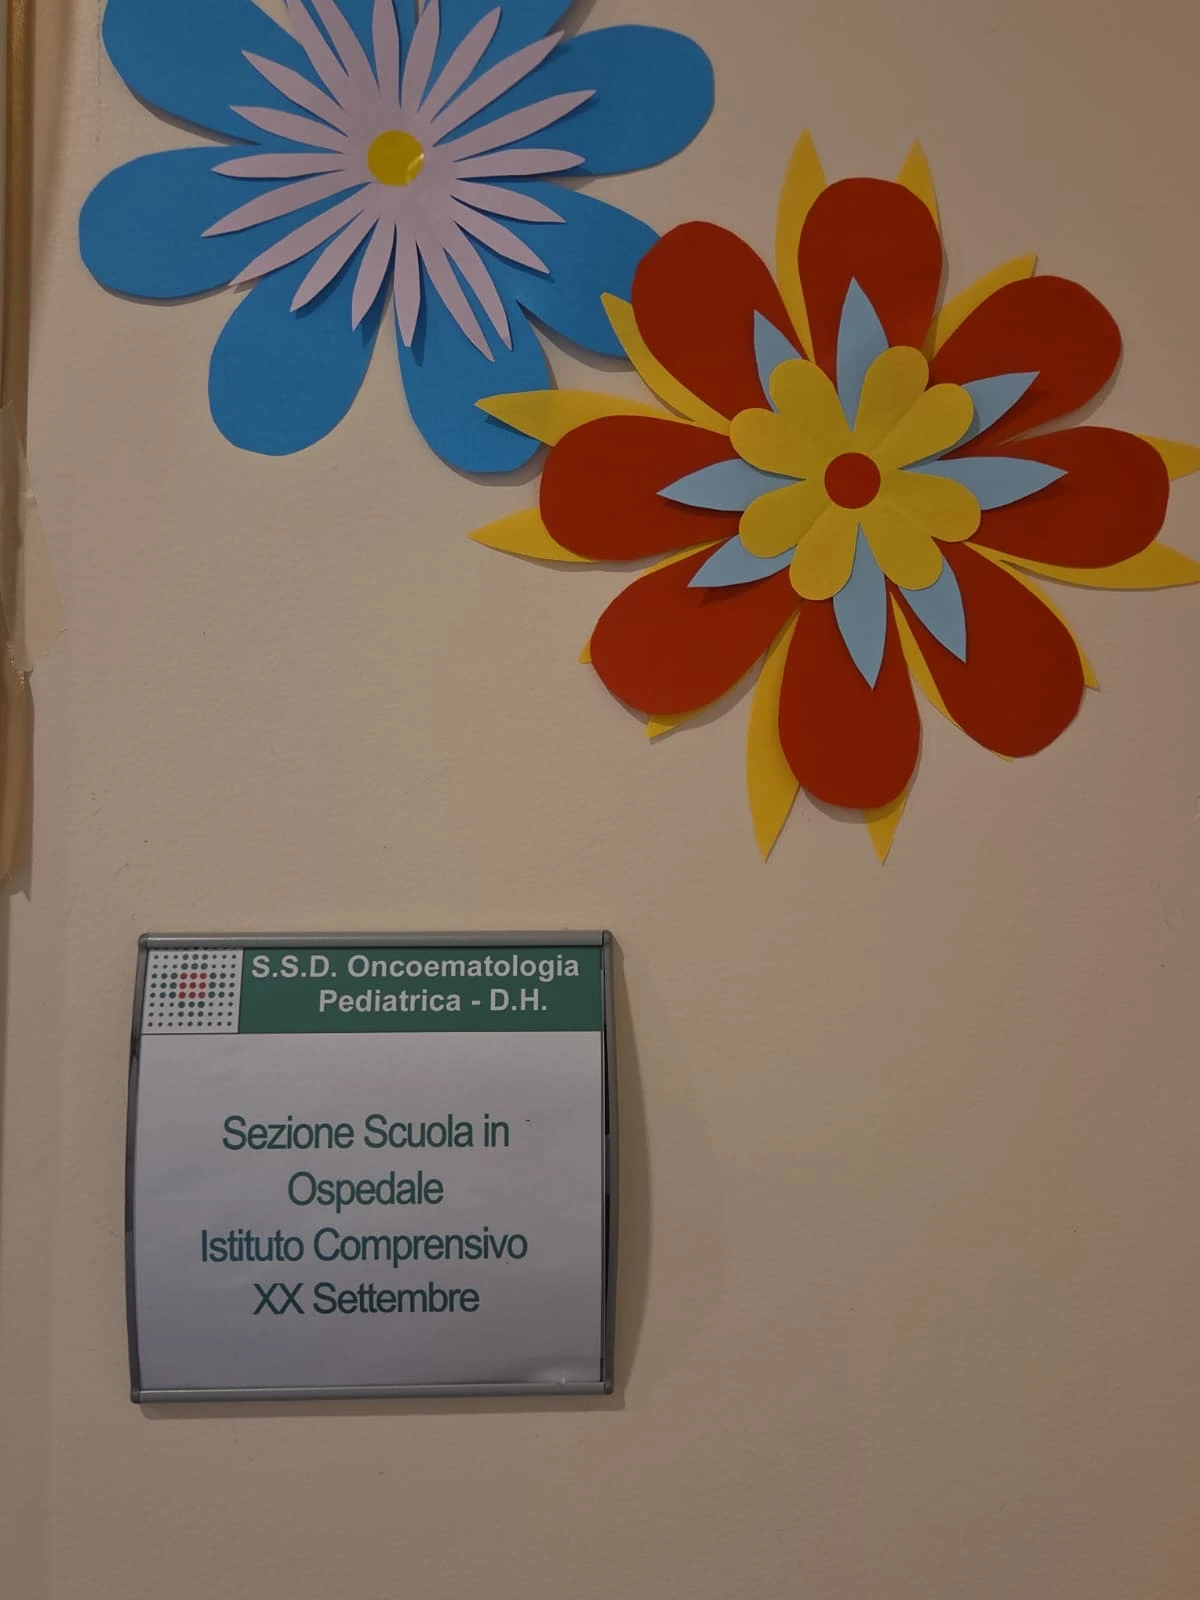 S.S.D. Oncoematologia
Pediatrica - D.H.
Sezione Scuola in
Ospedale
Istituto Comprensivo
XX Settembre